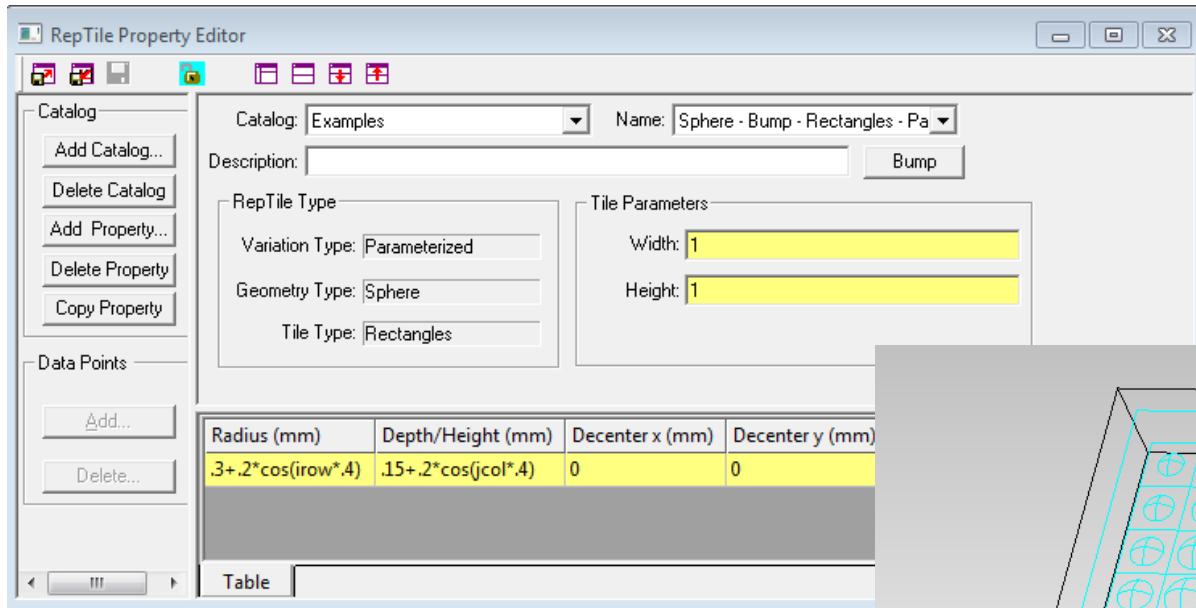 RepTile Property Editor
Catalog
Add Catalog...
Delete Catalog
Add Property...
Delete Property
Copy Property
Data Points
Add...
Delete...
Catalog: Examples
Name: Sphere - Bump - Rectangles - Pa
Description:
Bump
RepTile Type
Variation Type: Parameterized
Geometry Type: Sphere
Tile Type: Rectangles
Tile Parameters
Width: 1
Height: 1
Radius (mm) Depth/Height (mm) Decenter x (mm) Decenter y (mm)
.3+.2*cos(irow*.4) .15+.2*cos(jcol*.4) 0 0
Table